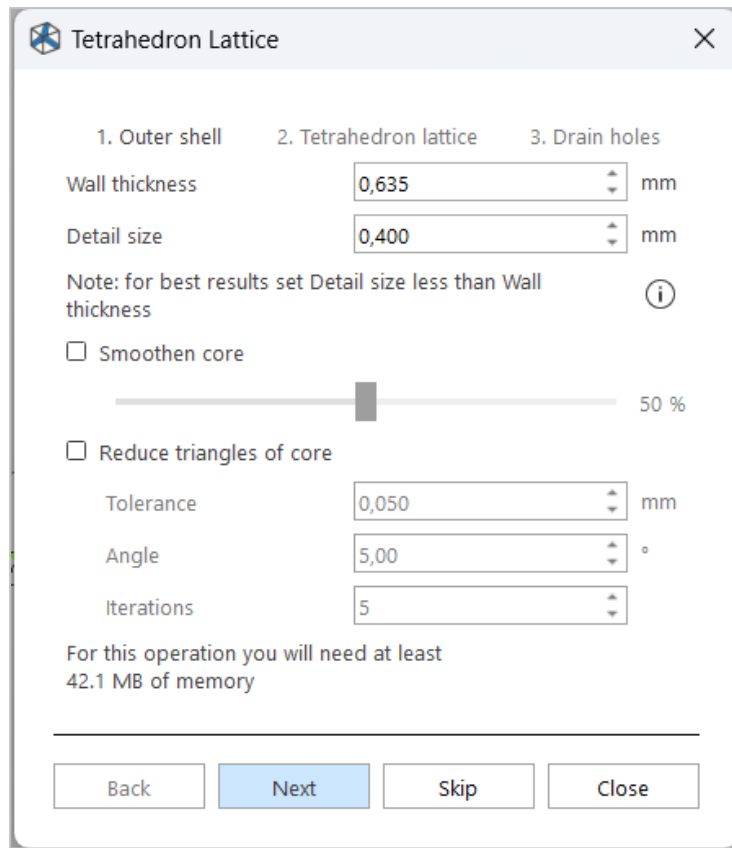 Tetrahedron Lattice
1. Outer shell 2. Tetrahedron lattice 3. Drain holes
Wall thickness 0,635 mm
Detail size 0,400 mm
Note: for best results set Detail size less than Wall
thickness
Smoothen core
50 %
Reduce triangles of core
Tolerance 0,050 mm
Angle 5,00 °
Iterations 5
For this operation you will need at least
42.1 MB of memory
Back Next Skip Close